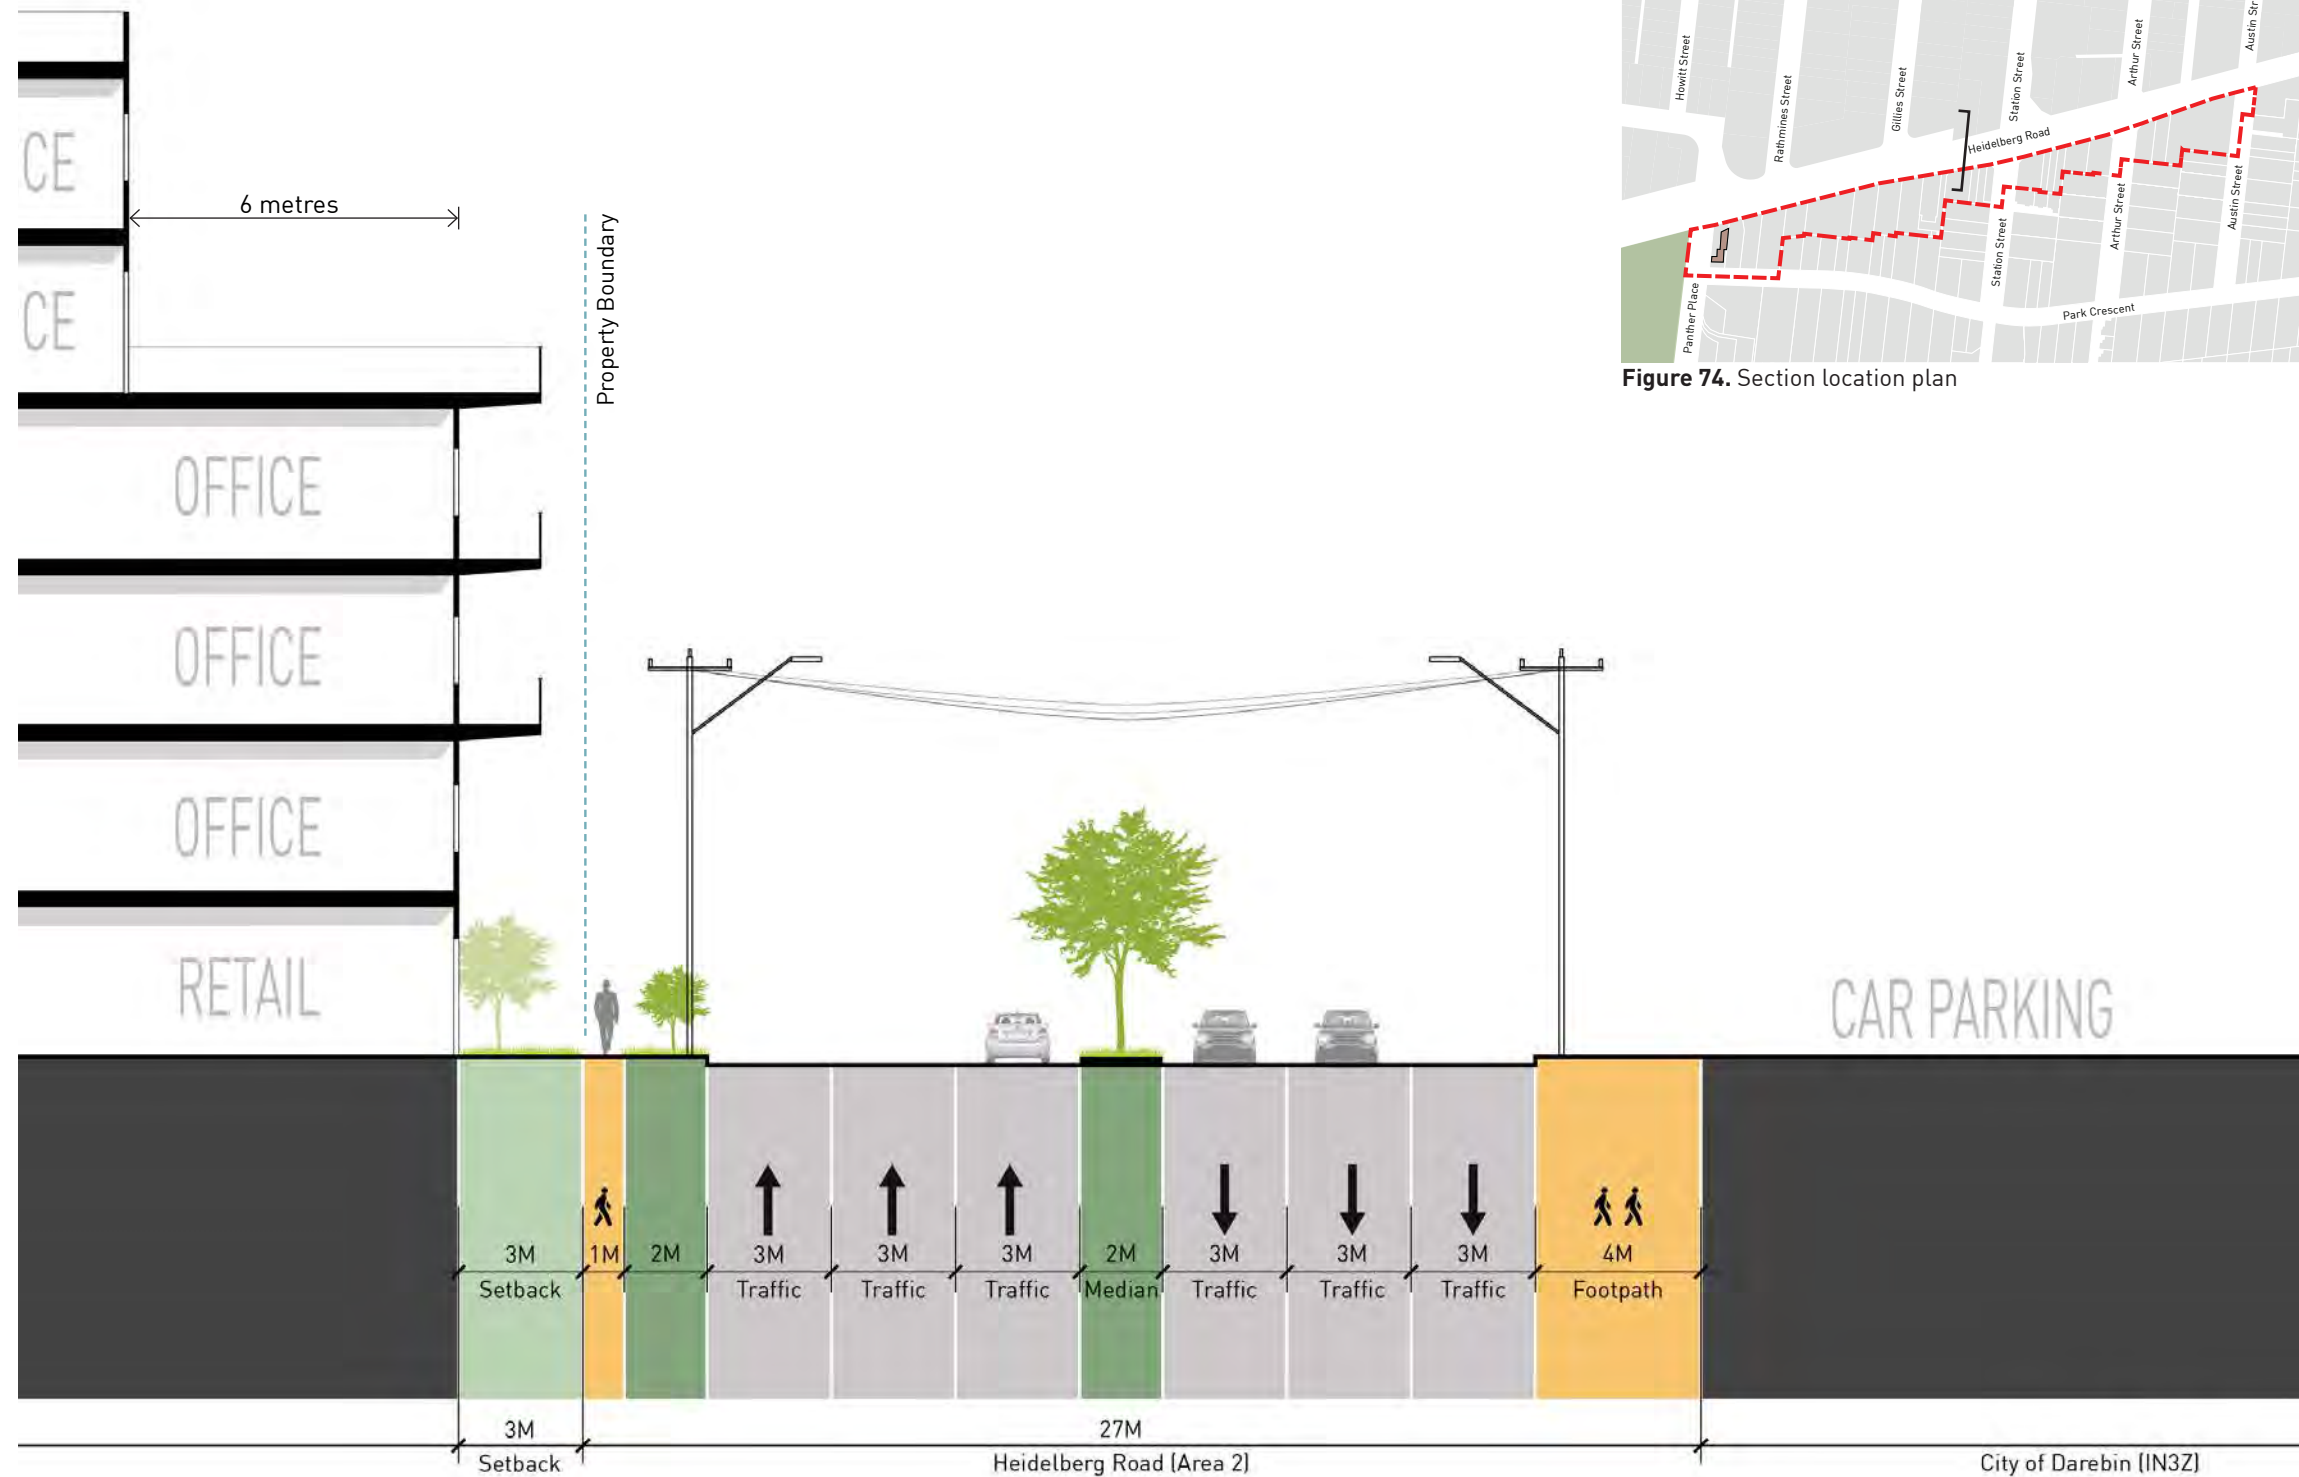 CE
CE
6 metres
Property Boundary
OFFICE
OFFICE
OFFICE
RETAIL
CAR PARKING
Howitt Street
Rathmines Street
Gillies Street
Station Street
Arthur Street
Austin Str
Heidelberg Road
Panther Place
Station Street
Arthur Street
Austin Street
Park Crescent
Figure 74. Section location plan
3M 1M 2M 3M 3M 3M 2M 3M 3M 3M 4M
Setback Traffic Traffic Traffic Median Traffic Traffic Traffic Footpath
3M 27M
Setback Heidelberg Road (Area 2) City of Darebin (IN3Z)